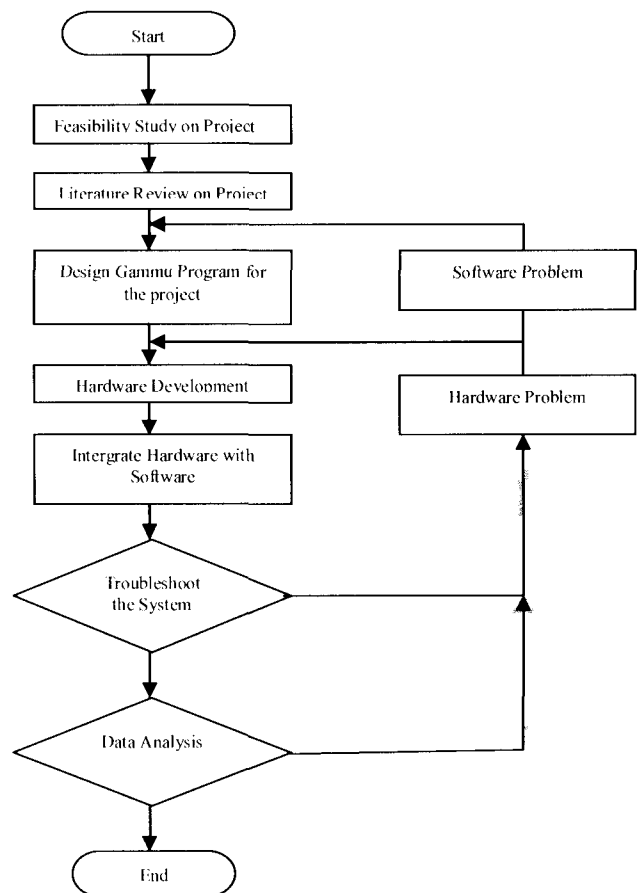 Start
Feasibility Study on Project
Literature Review on Project
Design Gammu Program for
the project
Software Problem
Hardware Development
Hardware Problem
Intergrate Hardware with
Software
Troubleshoot
the System
Data Analysis
End